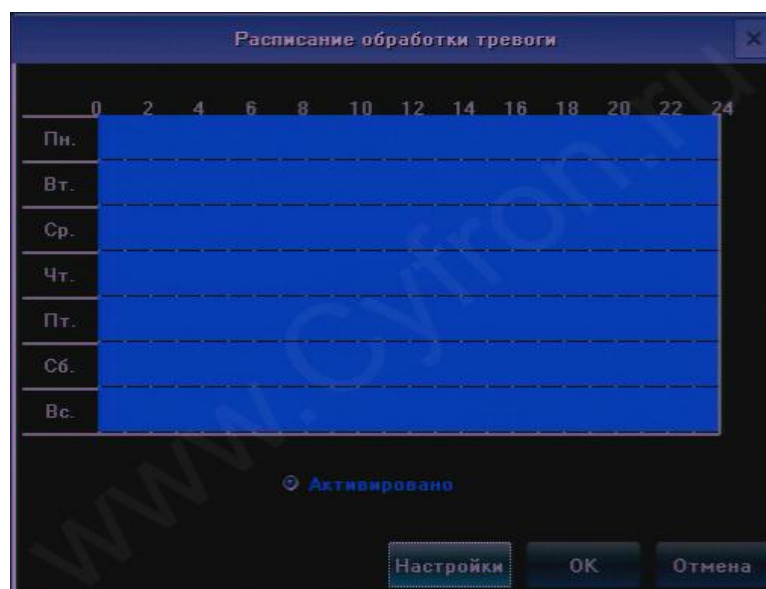 Расписание обработки тревоги
0 2 4 6 8 10 12 14 16 18 20 22 24
Пн.
Вт.
Ср.
Чт.
Пт.
Сб.
Вс.
Активировано
Настройки OK Отмена
www.Cyfron.ru